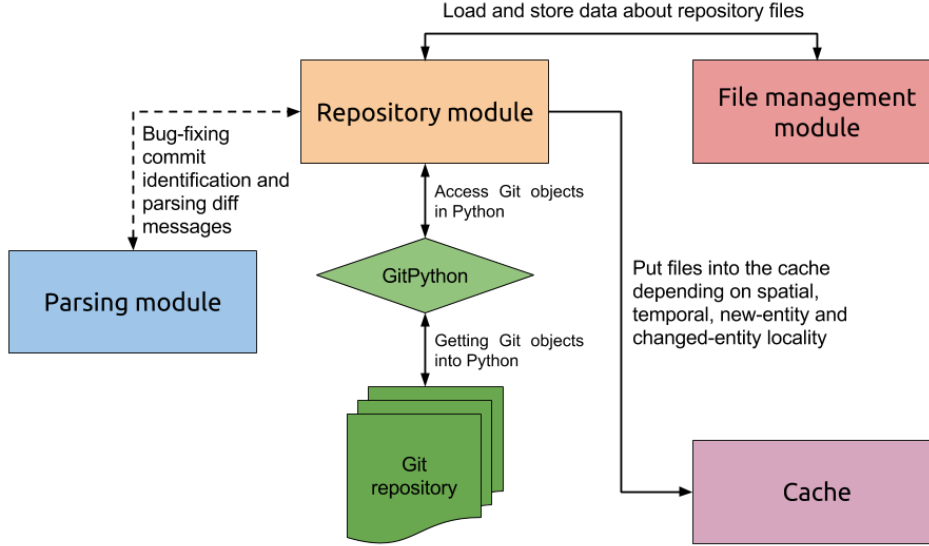 Load and store data about repository files
Repository module
File management
module
Bug-fixing
commit
identification and
parsing diff
messages
Access Git objects
in Python
Parsing module
GitPython
Put files into the cache
depending on spatial,
temporal, new-entity and
changed-entity locality
Getting Git objects
into Python
Git
repository
Cache